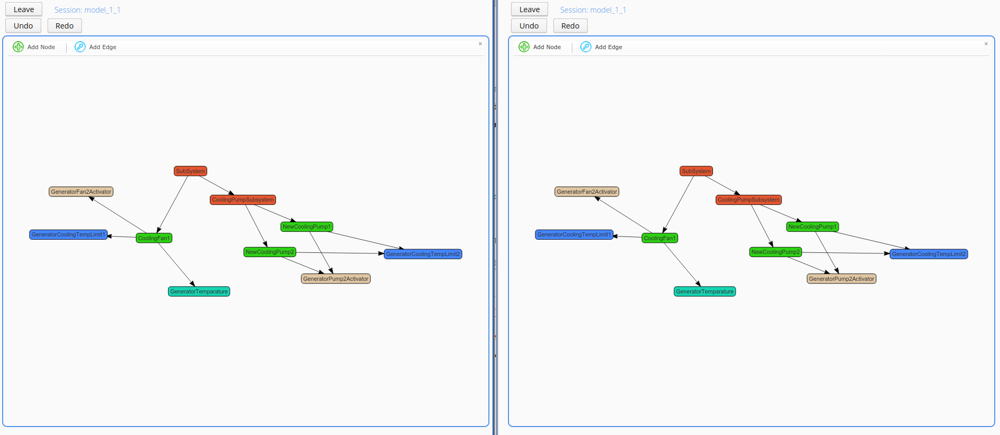 Leave
Session: model_1_1
Undo
Redo
Add Node
Add Edge
×
SubSystem
GeneratorFan2Activator
CoolingPumpSubsystem
NewCoolingPump1
GeneratorCoolingTempLimit1
CoolingFan1
NewCoolingPump2
GeneratorCoolingTempLimit2
GeneratorPump2Activator
GeneratorTemparature
Leave
Session: model_1_1
Undo
Redo
Add Node
Add Edge
×
SubSystem
GeneratorFan2Activator
CoolingPumpSubsystem
NewCoolingPump1
GeneratorCoolingTempLimit1
CoolingFan1
NewCoolingPump2
GeneratorCoolingTempLimit2
GeneratorPump2Activator
GeneratorTemparature